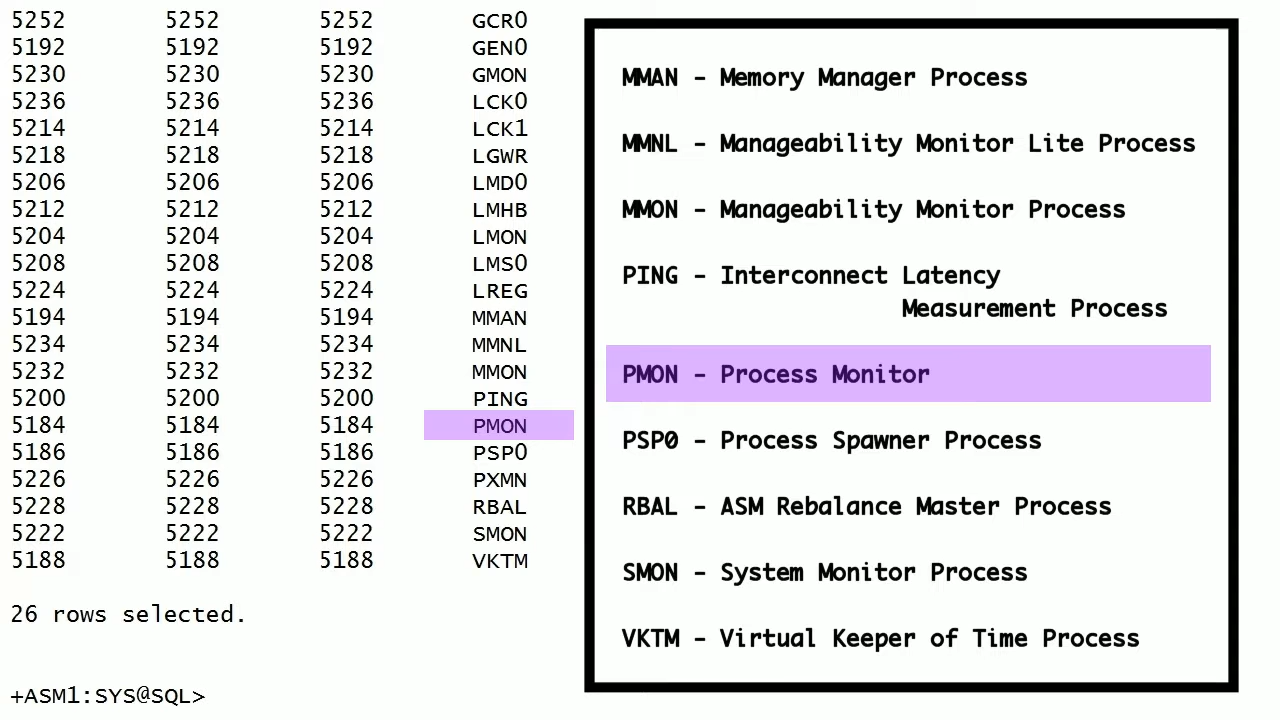 5252 5252 5252 GCR0
5192 5192 5192 GEN0
5230 5230 5230 GMON
5236 5236 5236 LCK0
5214 5214 5214 LCK1
5218 5218 5218 LGWR
5206 5206 5206 LMD0
5212 5212 5212 LMHB
5204 5204 5204 LMON
5208 5208 5208 LMS0
5224 5224 5224 LREG
5194 5194 5194 MMAN
5234 5234 5234 MMNL
5232 5232 5232 MMON
5200 5200 5200 PING
5184 5184 5184 PMON
5186 5186 5186 PSP0
5226 5226 5226 PXMN
5228 5228 5228 RBAL
5222 5222 5222 SMON
5188 5188 5188 VKTM
26 rows selected.
+ASM1:SYS@SQL>
MMAN - Memory Manager Process
MMNL - Manageability Monitor Lite Process
MMON - Manageability Monitor Process
PING - Interconnect Latency
Measurement Process
PMON - Process Monitor
PSP0 - Process Spawner Process
RBAL - ASM Rebalance Master Process
SMON - System Monitor Process
VKTM - Virtual Keeper of Time Process